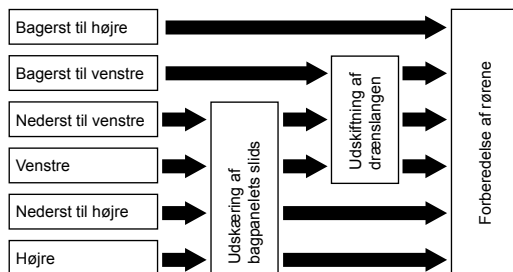 Bagerst til højre
Bagerst til venstre
Nederst til venstre
Venstre
Nederst til højre
Højre
Udskæring af
bagpanelets slids
Udskiftning af
drænslangen
Forberedelse af rørene